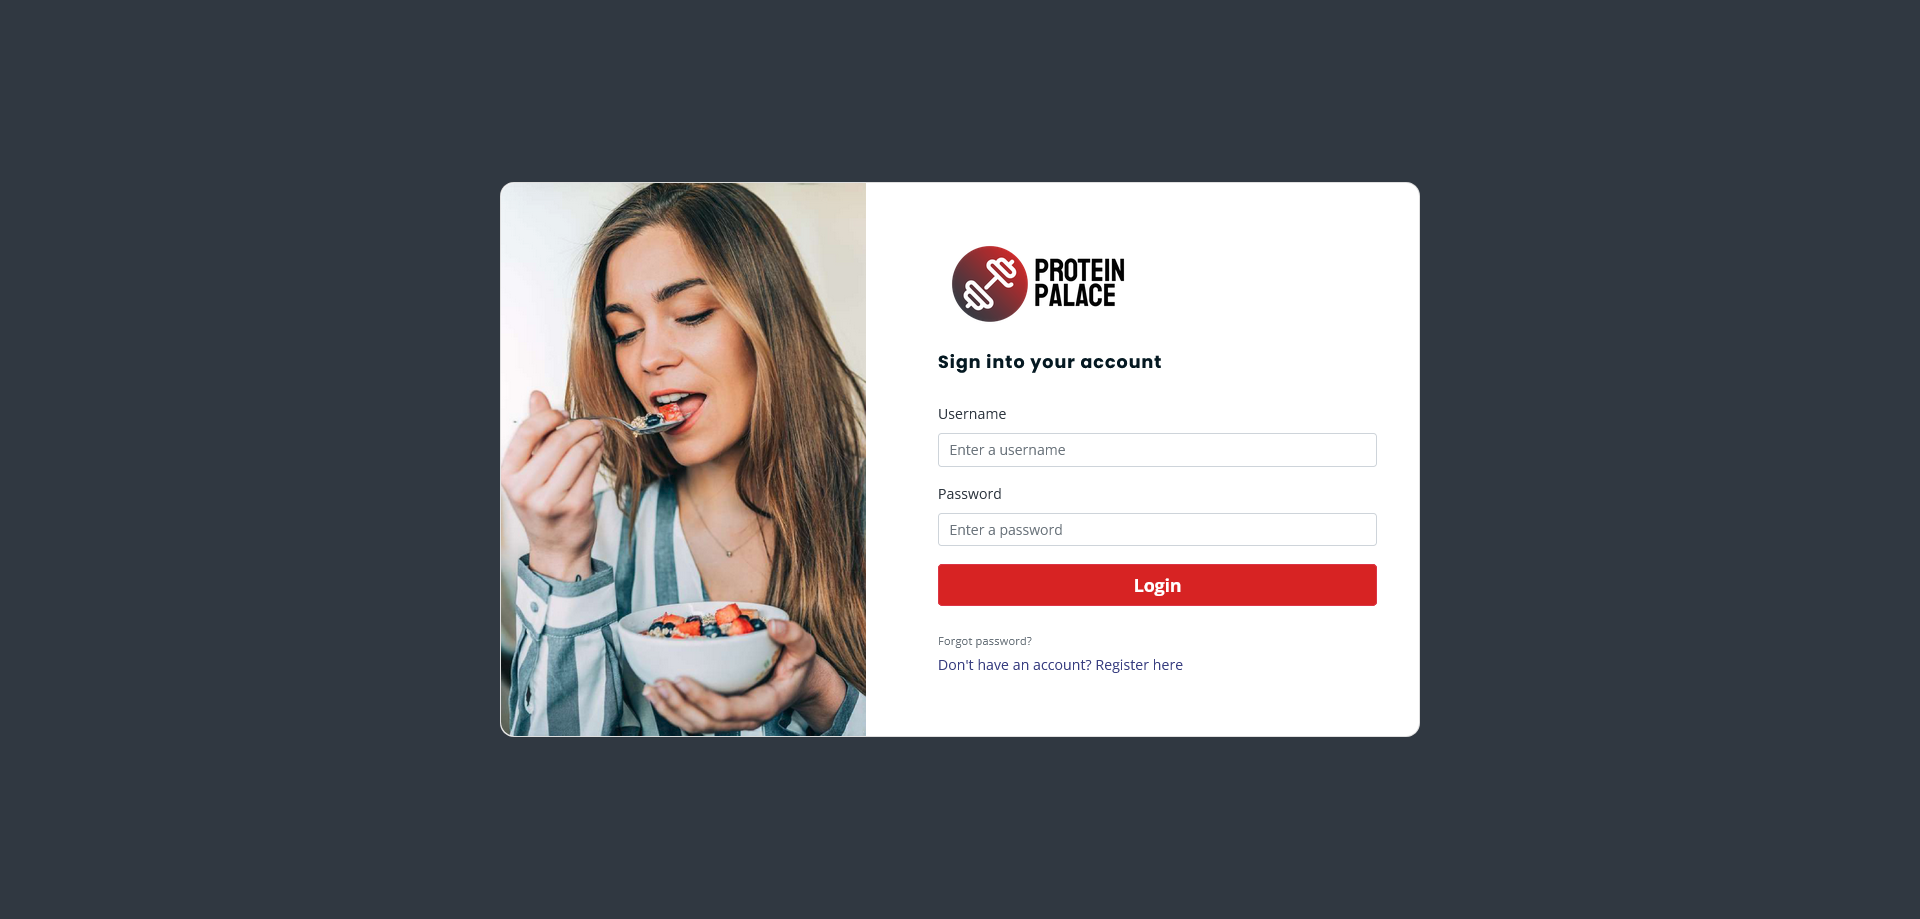 PROTEIN
PALACE
Sign into your account
Username
Enter a username
Password
Enter a password
Login
Forgot password?
Don't have an account? Register here